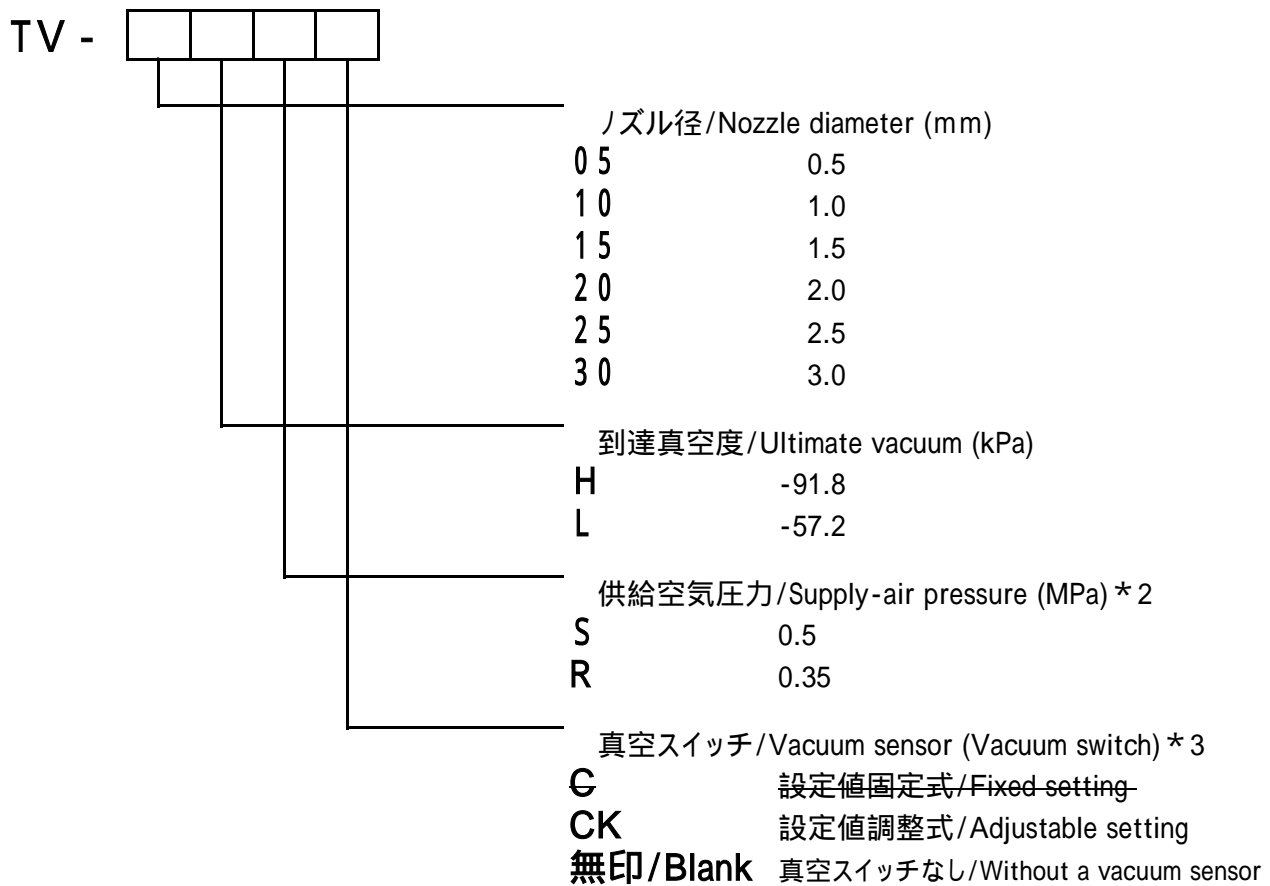 TV -
ノズル径/Nozzle diameter (mm)
05 0.5
10 1.0
15 1.5
20 2.0
25 2.5
30 3.0
到達真空度/Ultimate vacuum (kPa)
H -91.8
L -57.2
供給空気圧力/Supply-air pressure (MPa)＊2
S 0.5
R 0.35
真空スイッチ/Vacuum sensor (Vacuum switch)＊3
C 設定値固定式/Fixed setting
CK 設定値調整式/Adjustable setting
無印/Blank 真空スイッチなし/Without a vacuum sensor